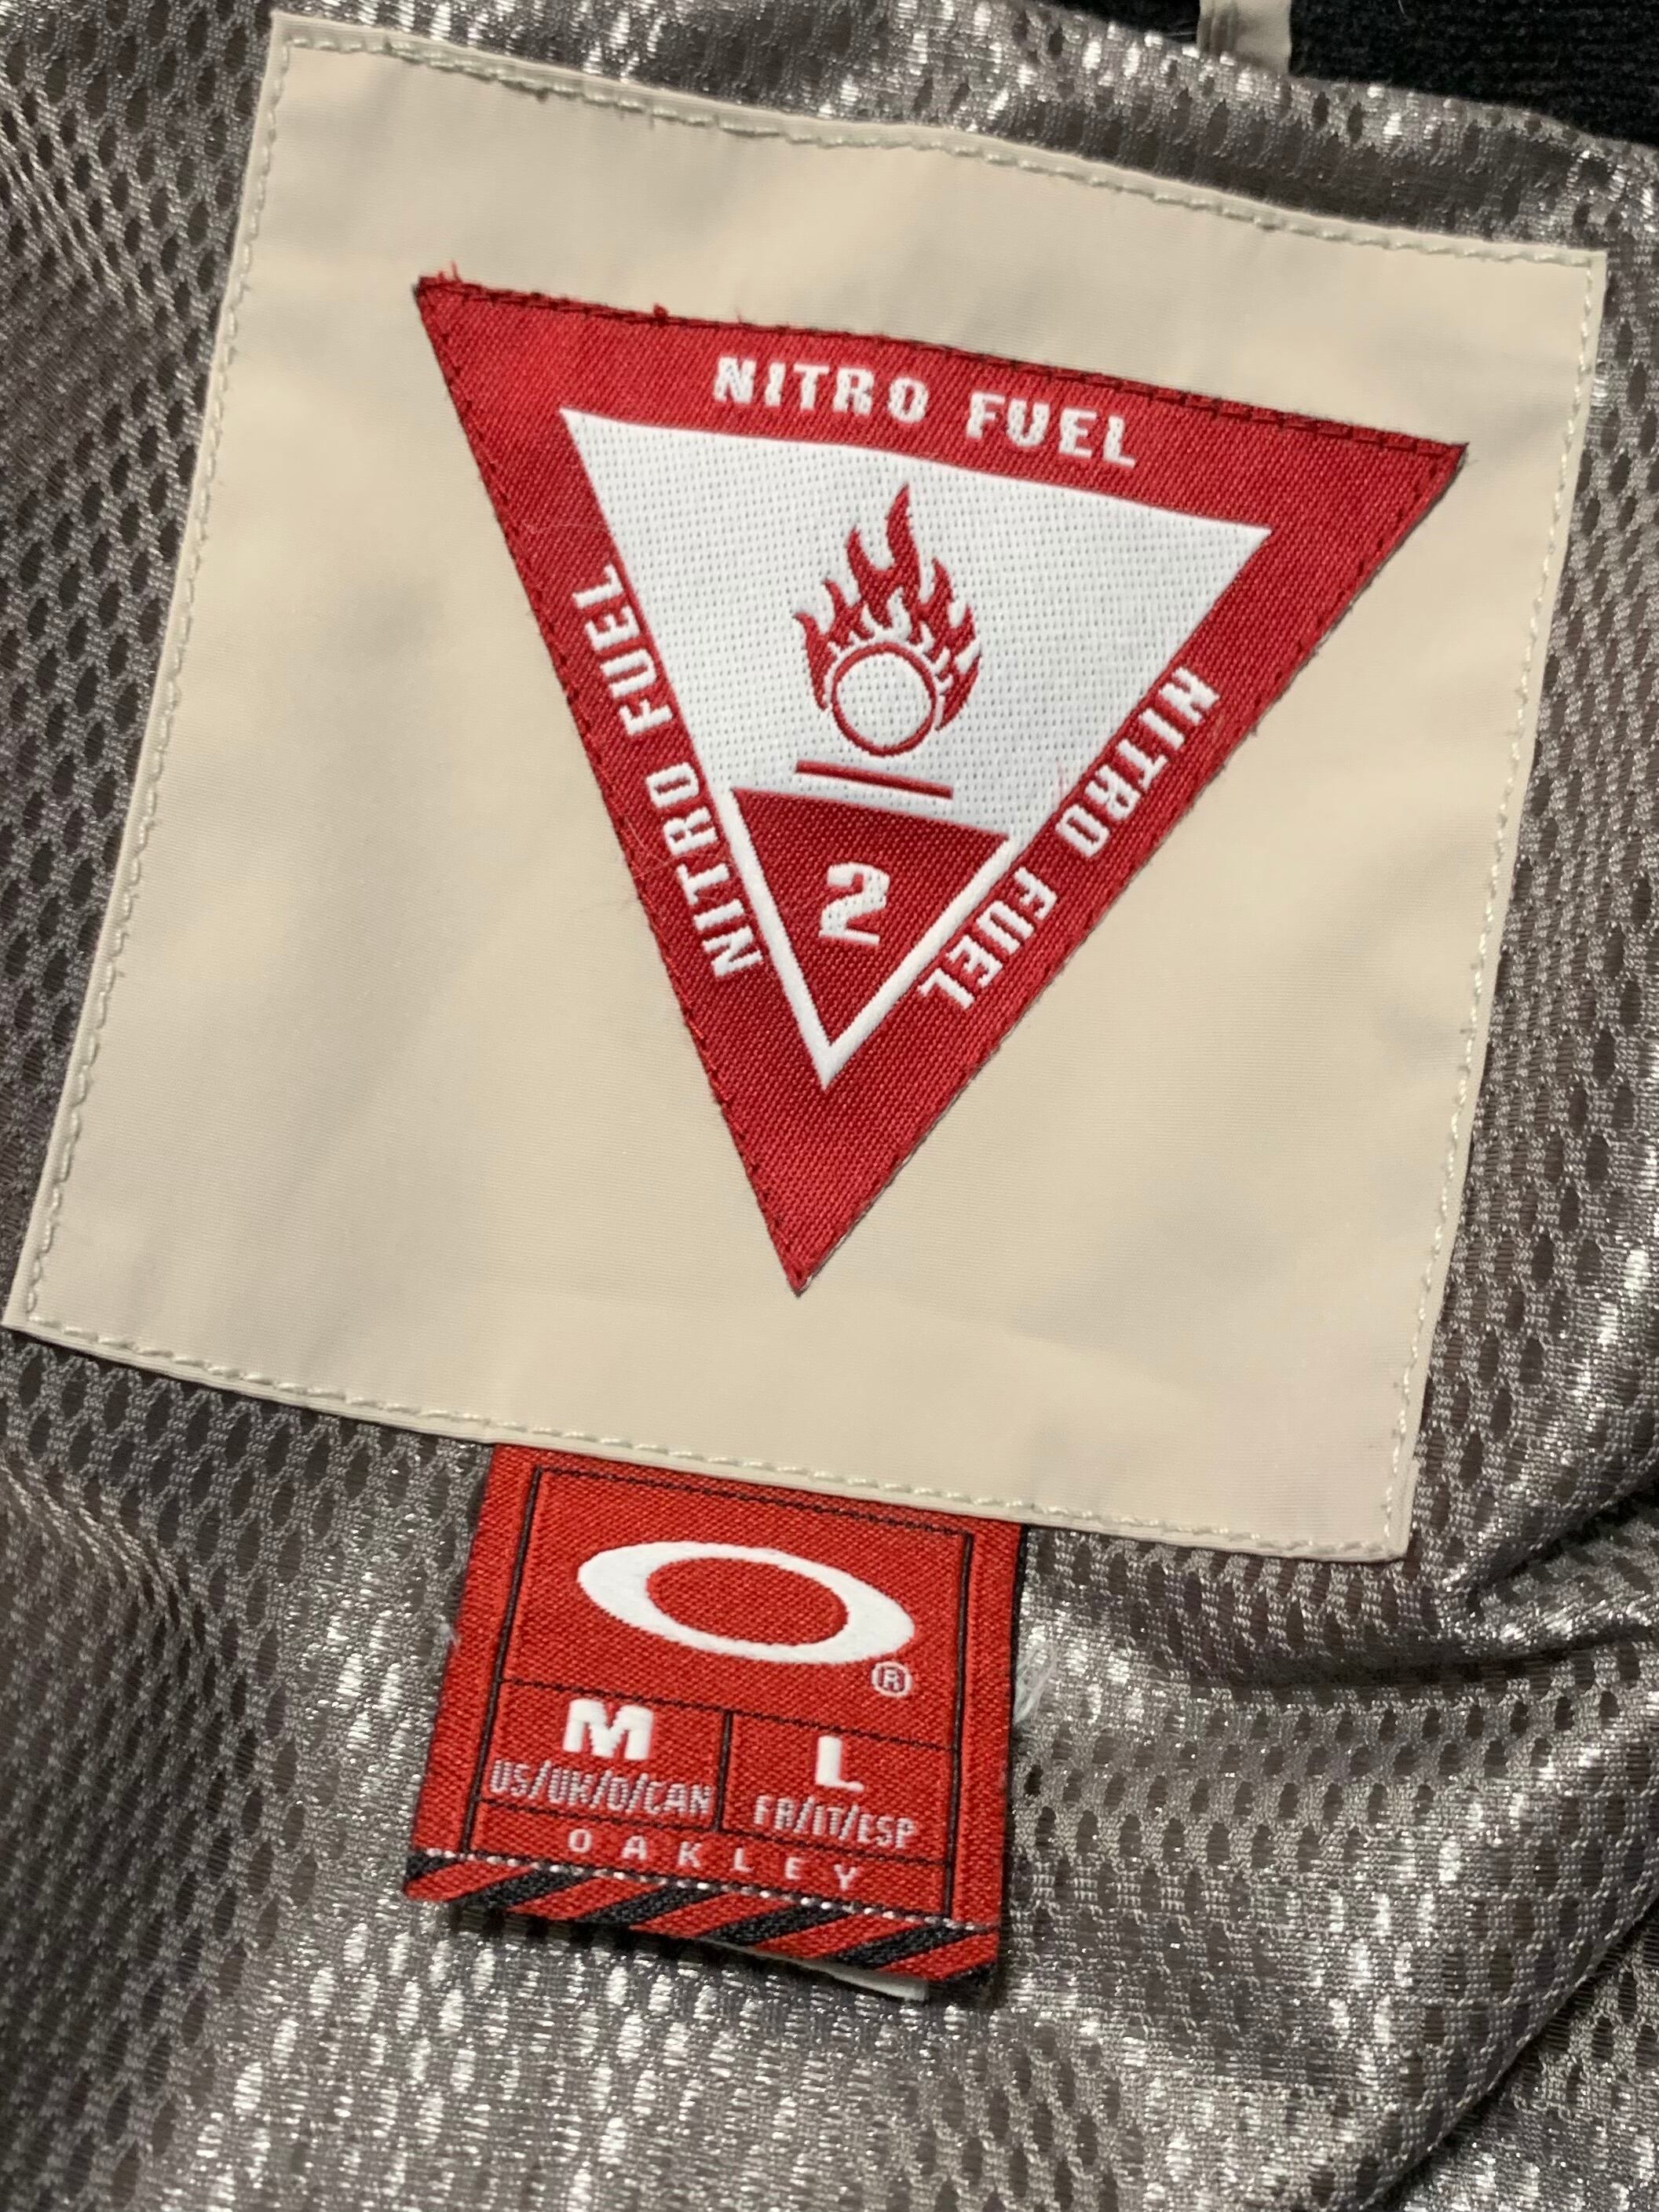 NITRO FUEL
NITRO FUEL
NITRO FUEL
2
®
M
US/UK/D/CAN
L
FR/IT/ESP
OAKLEY